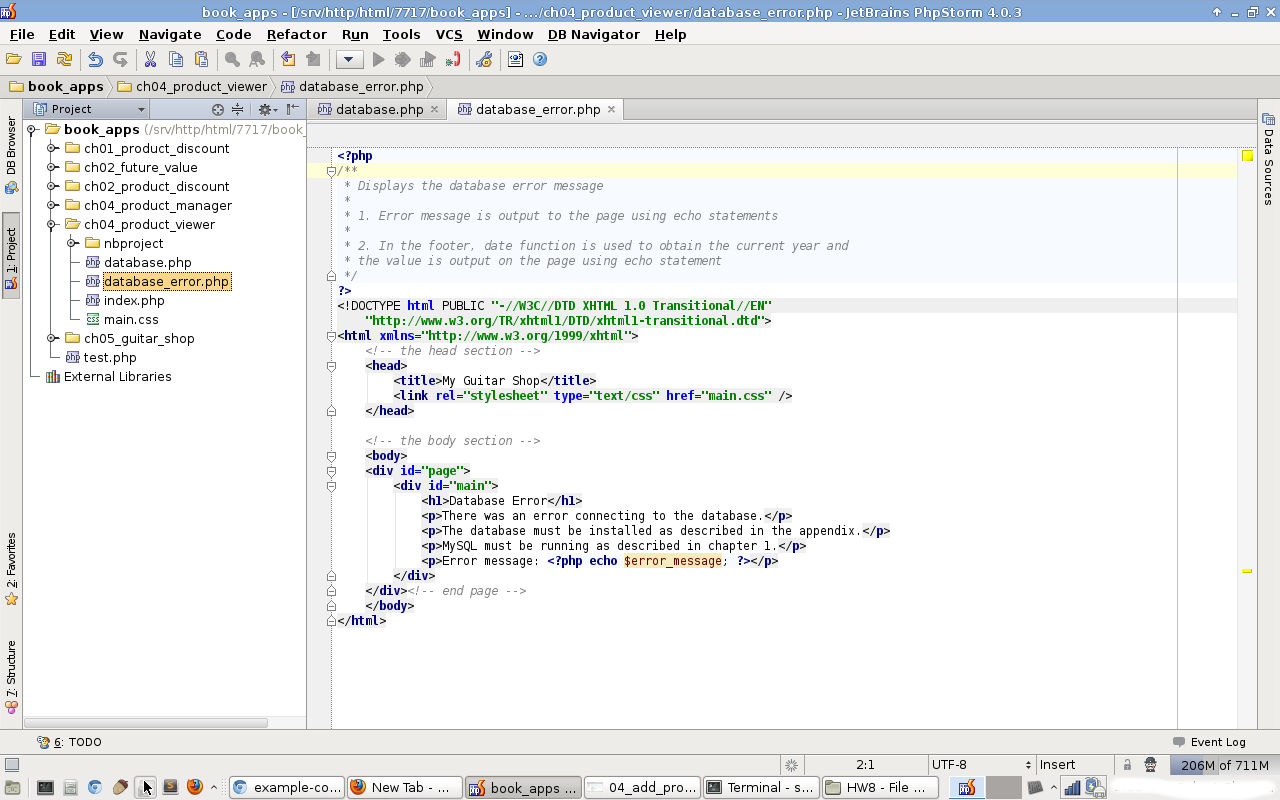 book_apps - [/srv/http/html/7717/book_apps] - .../ch04_product_viewer/database_error.php - JetBrains PhpStorm 4.0.3
File Edit View Navigate Code Refactor Run Tools VCS Window DB Navigator Help
book_apps ch04_product_viewer database_error.php
Project
database.php
database_error.php
DB Browser
1: Project
2: Favorites
7: Structure
book_apps (/srv/http/html/7717/book_
ch01_product_discount
ch02_future_value
ch02_product_discount
ch04_product_manager
ch04_product_viewer
nbproject
database.php
database_error.php
index.php
main.css
ch05_guitar_shop
test.php
External Libraries
<?php
/**
* Displays the database error message
*
* 1. Error message is output to the page using echo statements
*
* 2. In the footer, date function is used to obtain the current year and
* the value is output on the page using echo statement
*/
?>
<!DOCTYPE html PUBLIC "-//W3C//DTD XHTML 1.0 Transitional//EN"
"http://www.w3.org/TR/xhtml1/DTD/xhtml1-transitional.dtd">
<html xmlns="http://www.w3.org/1999/xhtml">
<!-- the head section -->
<head>
<title>My Guitar Shop</title>
<link rel="stylesheet" type="text/css" href="main.css" />
</head>
<!-- the body section -->
<body>
<div id="page">
<div id="main">
<h1>Database Error</h1>
<p>There was an error connecting to the database.</p>
<p>The database must be installed as described in the appendix.</p>
<p>MySQL must be running as described in chapter 1.</p>
<p>Error message: <?php echo $error_message; ?></p>
</div>
</div><!-- end page -->
</body>
</html>
Data Sources
6: TODO
Event Log
2:1 UTF-8 Insert 206M of 711M
example-co...
New Tab - ...
book_apps ...
04_add_pro...
Terminal - s...
HW8 - File ...